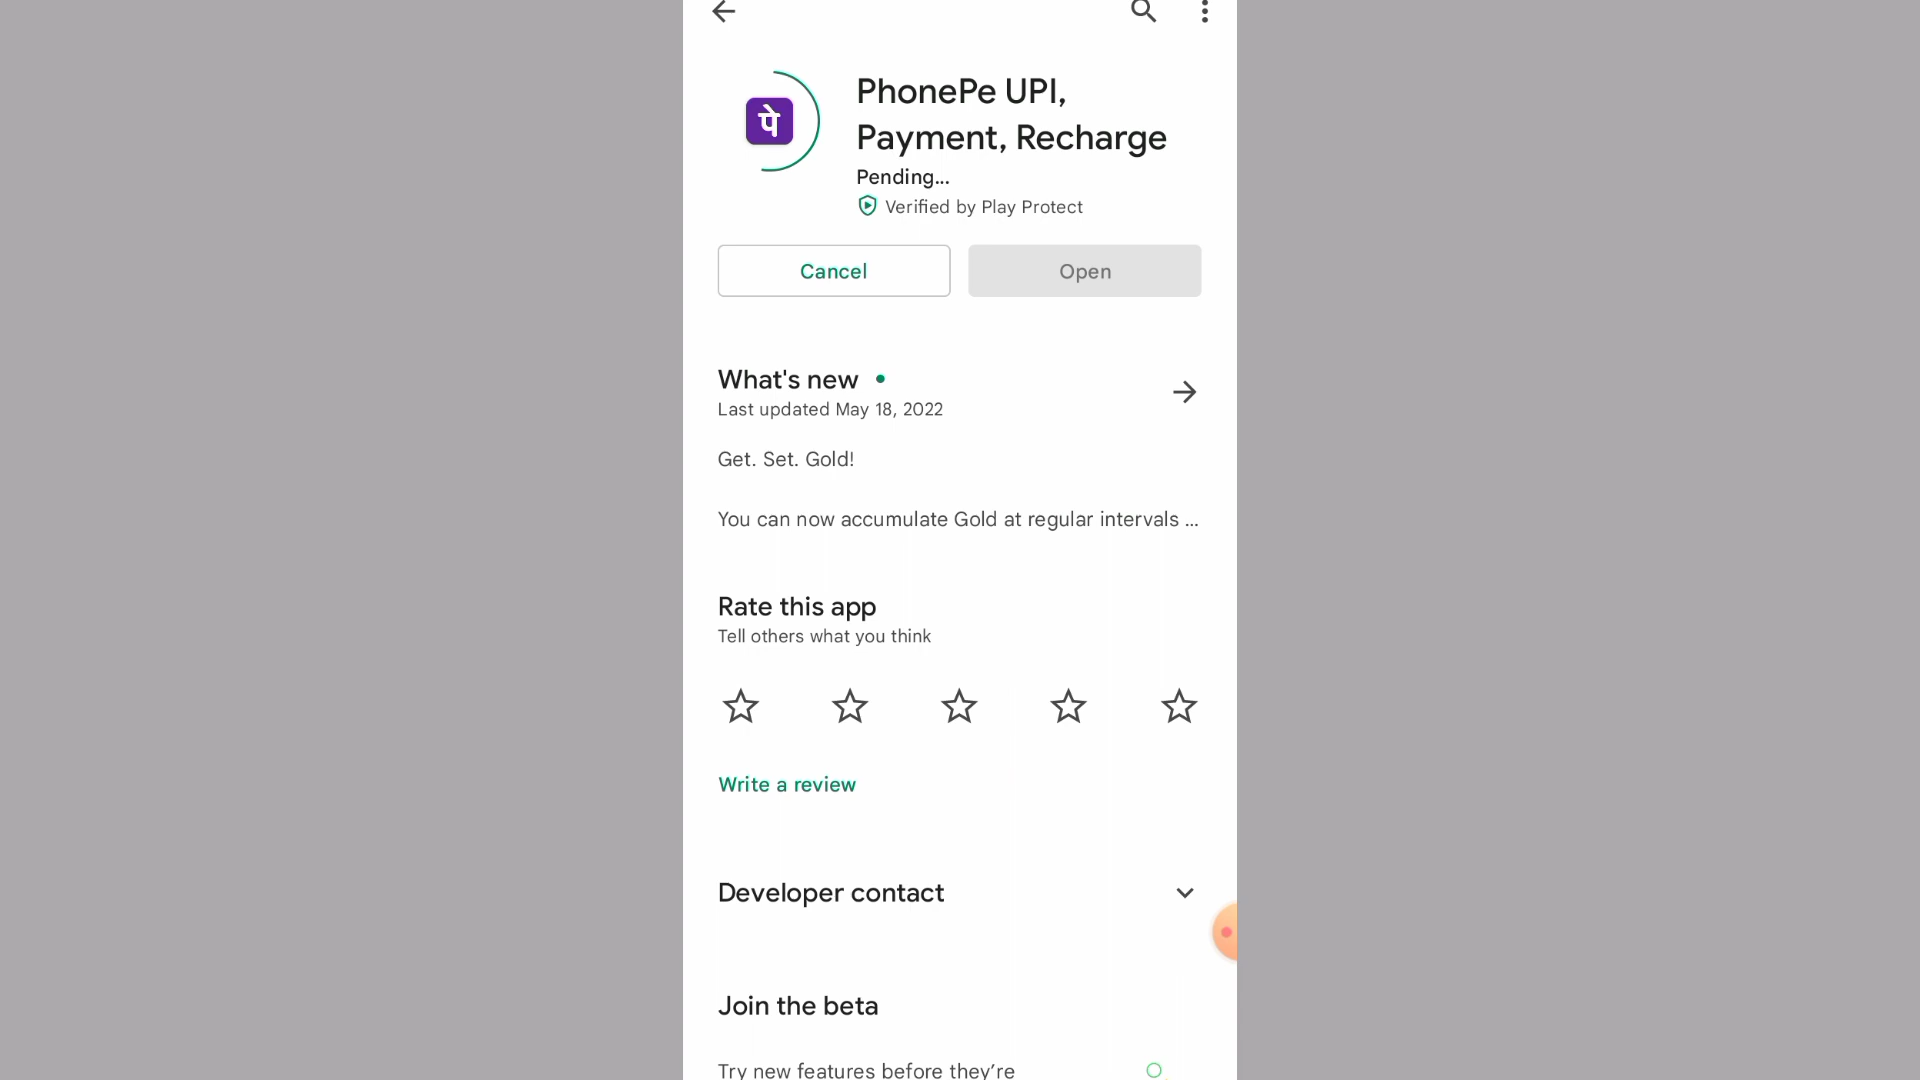 पे
PhonePe UPI,
Payment, Recharge
Pending...
Verified by Play Protect
Cancel
Open
What's new
Last updated May 18, 2022
Get. Set. Gold!
You can now accumulate Gold at regular intervals ...
Rate this app
Tell others what you think
Write a review
Developer contact
Join the beta
Try new features before they're